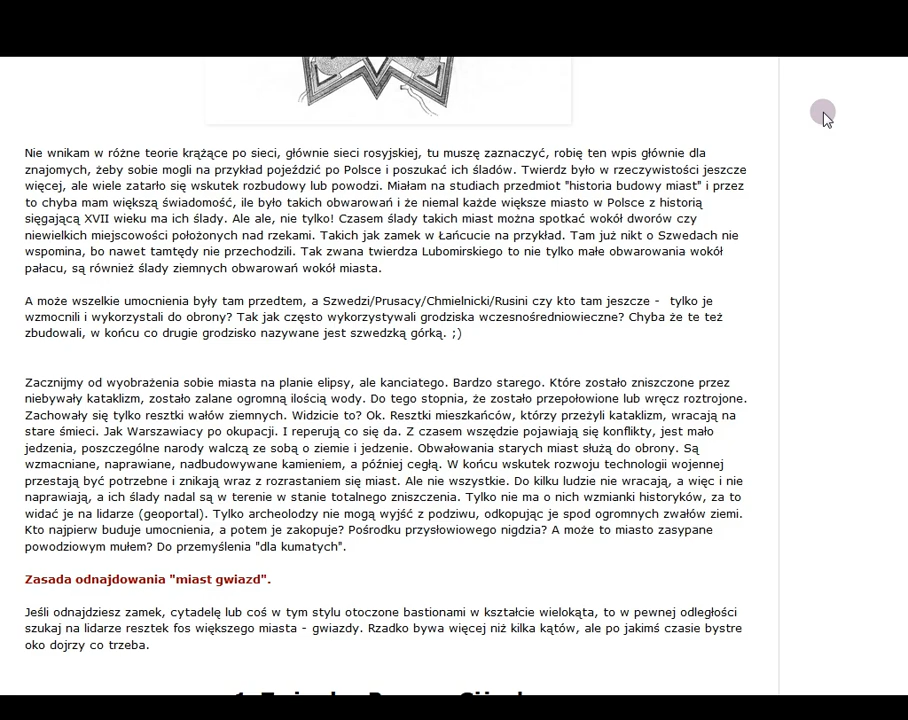 Nie wnikam w różne teorie krążące po sieci, głównie sieci rosyjskiej, tu muszę zaznaczyć, robię ten wpis głównie dla
znajomych, żeby sobie mogli na przykład pojeździć po Polsce i poszukać ich śladów. Twierdz było w rzeczywistości jeszcze
więcej, ale wiele zatarło się wskutek rozbudowy lub powodzi. Miałam na studiach przedmiot "historia budowy miast" i przez
to chyba mam większą świadomość, ile było takich obwarowań i że niemal każde większe miasto w Polsce z historią
sięgającą XVII wieku ma ich ślady. Ale ale, nie tylko! Czasem ślady takich miast można spotkać wokół dworów czy
niewielkich miejscowości położonych nad rzekami. Takich jak zamek w Łańcucie na przykład. Tam już nikt o Szwedach nie
wspomina, bo nawet tamtędy nie przechodzili. Tak zwana twierdza Lubomirskiego to nie tylko małe obwarowania wokół
pałacu, są również ślady ziemnych obwarowań wokół miasta.
A może wszelkie umocnienia były tam przedtem, a Szwedzi/Prusacy/Chmielnicki/Rusini czy kto tam jeszcze - tylko je
wzmocnili i wykorzystali do obrony? Tak jak często wykorzystywali grodziska wczesnośredniowieczne? Chyba że te też
zbudowali, w końcu co drugie grodzisko nazywane jest szwedzką górką. ;)
Zacznijmy od wyobrażenia sobie miasta na planie elipsy, ale kanciatego. Bardzo starego. Które zostało zniszczone przez
niebywały kataklizm, zostało zalane ogromną ilością wody. Do tego stopnia, że zostało przepołowione lub wręcz roztrojone.
Zachowały się tylko resztki wałów ziemnych. Widzicie to? Ok. Resztki mieszkańców, którzy przeżyli kataklizm, wracają na
stare śmieci. Jak Warszawiacy po okupacji. I reperują co się da. Z czasem wszędzie pojawiają się konflikty, jest mało
jedzenia, poszczególne narody walczą ze sobą o ziemie i jedzenie. Obwałowania starych miast służą do obrony. Są
wzmacniane, naprawiane, nadbudowywane kamieniem, a później cegłą. W końcu wskutek rozwoju technologii wojennej
przestają być potrzebne i znikają wraz z rozrastaniem się miast. Ale nie wszystkie. Do kilku ludzie nie wracają, a więc i nie
naprawiają, a ich ślady nadal są w terenie w stanie totalnego zniszczenia. Tylko nie ma o nich wzmianki historyków, za to
widać je na lidarze (geoportal). Tylko archeolodzy nie mogą wyjść z podziwu, odkopując je spod ogromnych zwałów ziemi.
Kto najpierw buduje umocnienia, a potem je zakopuje? Pośrodku przysłowiowego nigdzia? A może to miasto zasypane
powodziowym mułem? Do przemyślenia "dla kumatych".
Zasada odnajdowania "miast gwiazd".
Jeśli odnajdziesz zamek, cytadelę lub coś w tym stylu otoczone bastionami w kształcie wielokąta, to w pewnej odległości
szukaj na lidarze resztek fos większego miasta - gwiazdy. Rzadko bywa więcej niż kilka kątów, ale po jakimś czasie bystre
oko dojrzy co trzeba.